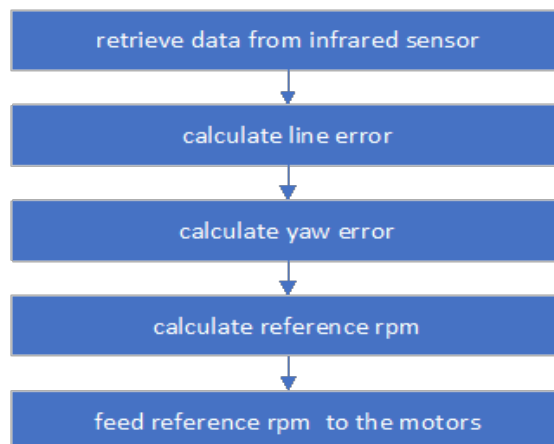 retrieve data from infrared sensor
calculate line error
calculate yaw error
calculate reference rpm
feed reference rpm to the motors